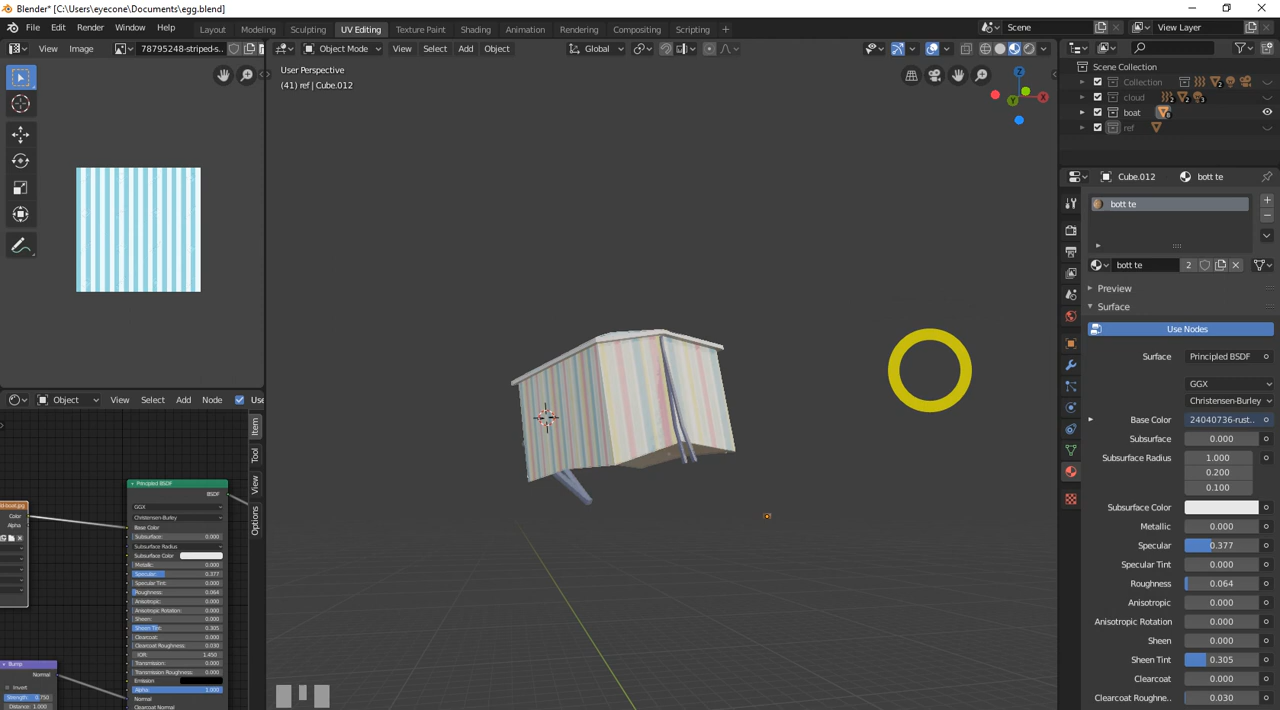 Blender* [C:\Users\eyecone\Documents\egg.blend]
File Edit Render Window Help Layout Modeling Sculpting UV Editing Texture Paint Shading Animation Rendering Compositing Scripting + Scene View Layer
View Image 78795248-striped-s.. Object Mode View Select Add Object Global
User Perspective
(41) ref | Cube.012
Z
X
Y
Scene Collection
Collection 2
cloud 2 2 3
boat 8
ref
Cube.012 bott te
bott te
bott te 2
Preview
Surface
Use Nodes
Surface Principled BSDF
GGX
Christensen-Burley
Base Color 24040736-rust..
Subsurface 0.000
Subsurface Radius 1.000
0.200
0.100
Subsurface Color
Metallic 0.000
Specular 0.377
Specular Tint 0.000
Roughness 0.064
Anisotropic 0.000
Anisotropic Rotation 0.000
Sheen 0.000
Sheen Tint 0.305
Clearcoat 0.000
Clearcoat Roughne.. 0.030
Object View Select Add Node Use
Item
Tool
View
Options
d-boat.jpg
Color
Alpha
Principled BSDF
BSDF
GGX
Christensen-Burley
Base Color
Subsurface: 0.000
Subsurface Radius
Subsurface Color
Metallic: 0.000
Specular: 0.377
Specular Tint: 0.000
Roughness: 0.064
Anisotropic: 0.000
Anisotropic Rotation: 0.000
Sheen: 0.000
Sheen Tint: 0.305
Clearcoat: 0.000
Clearcoat Roughness: 0.030
IOR: 1.450
Transmission: 0.000
Transmission Roughness: 0.000
Emission
Alpha: 1.000
Normal
Clearcoat Normal
Bump
Normal
Invert
Strength: 0.750
Distance: 1.000